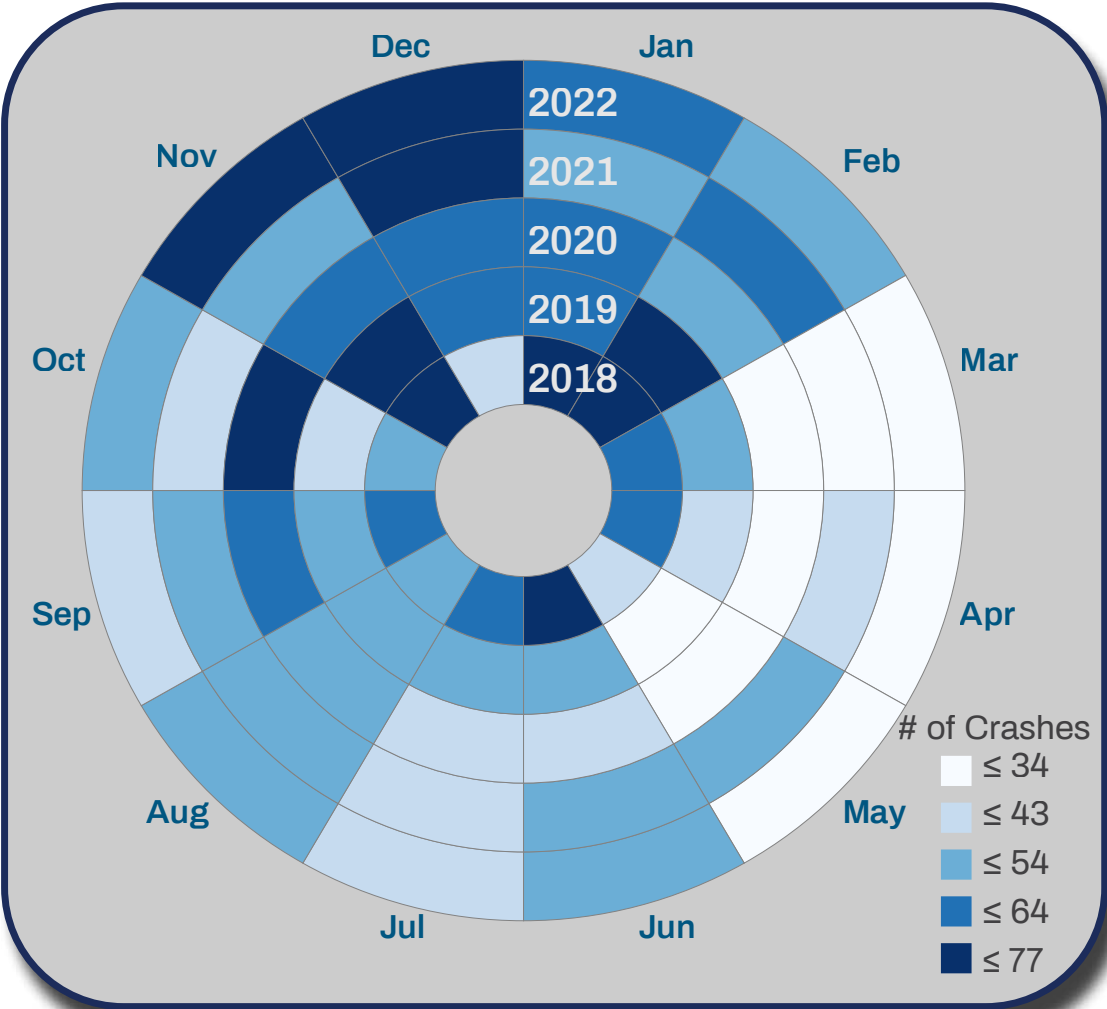 Dec
Jan
2022
Nov
Feb
2021
2020
2019
Oct
Mar
2018
Sep
Apr
# of Crashes
≤ 34
Aug
May
≤ 43
≤ 54
Jul
Jun
≤ 64
≤ 77